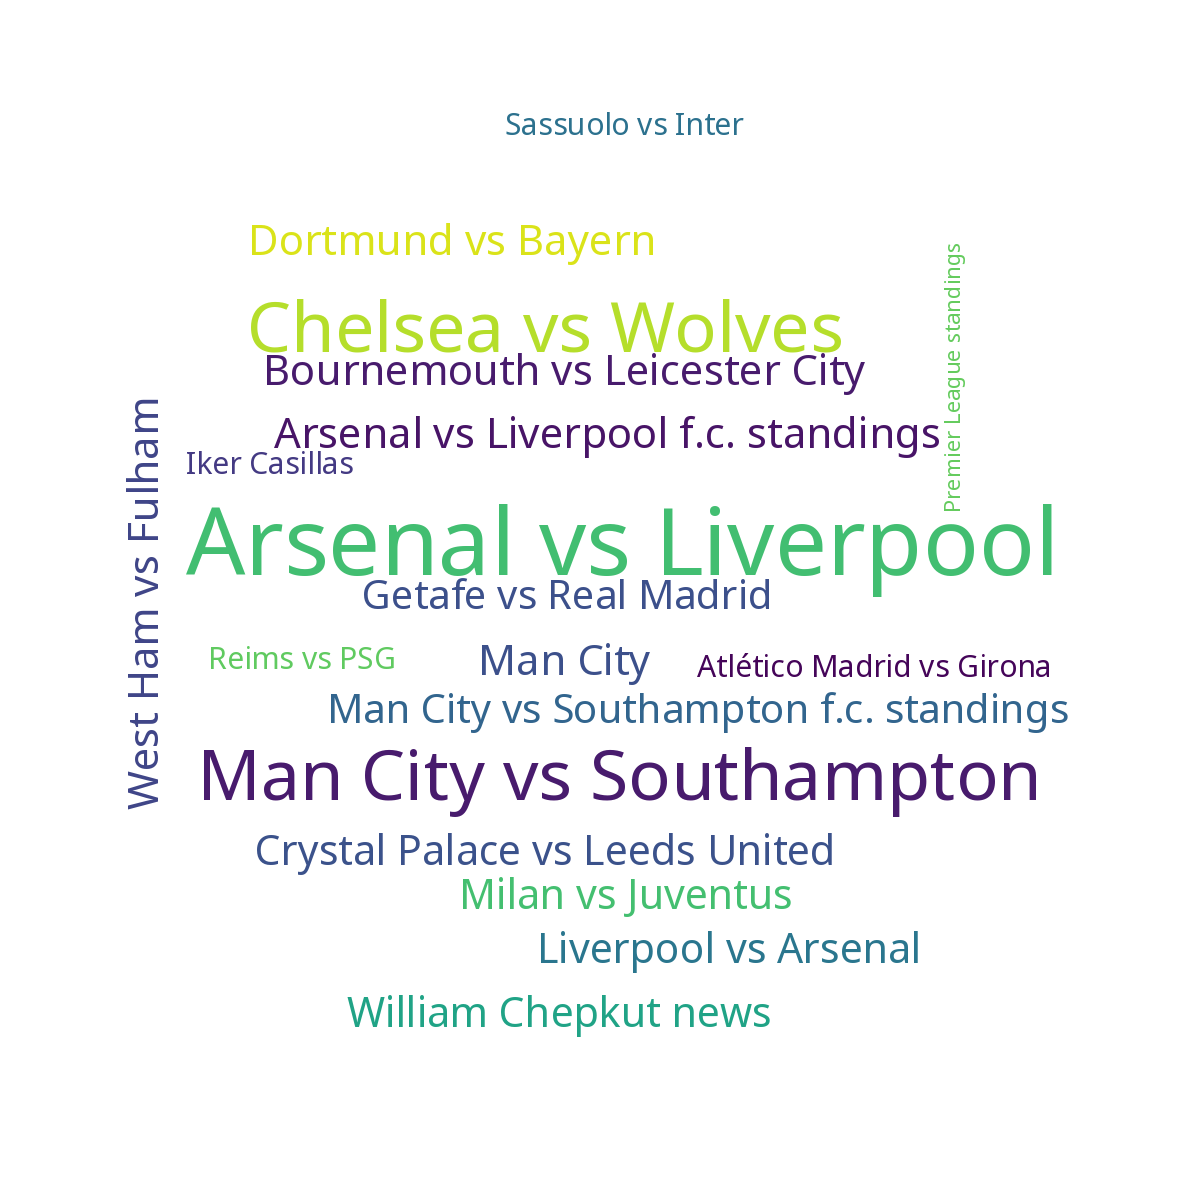 Sassuolo vs Inter
Dortmund vs Bayern
Premier League standings
Chelsea vs Wolves
Bournemouth vs Leicester City
West Ham vs Fulham
Arsenal vs Liverpool f.c. standings
Iker Casillas
Arsenal vs Liverpool
Getafe vs Real Madrid
Reims vs PSG
Man City
Atlético Madrid vs Girona
Man City vs Southampton f.c. standings
Man City vs Southampton
Crystal Palace vs Leeds United
Milan vs Juventus
Liverpool vs Arsenal
William Chepkut news